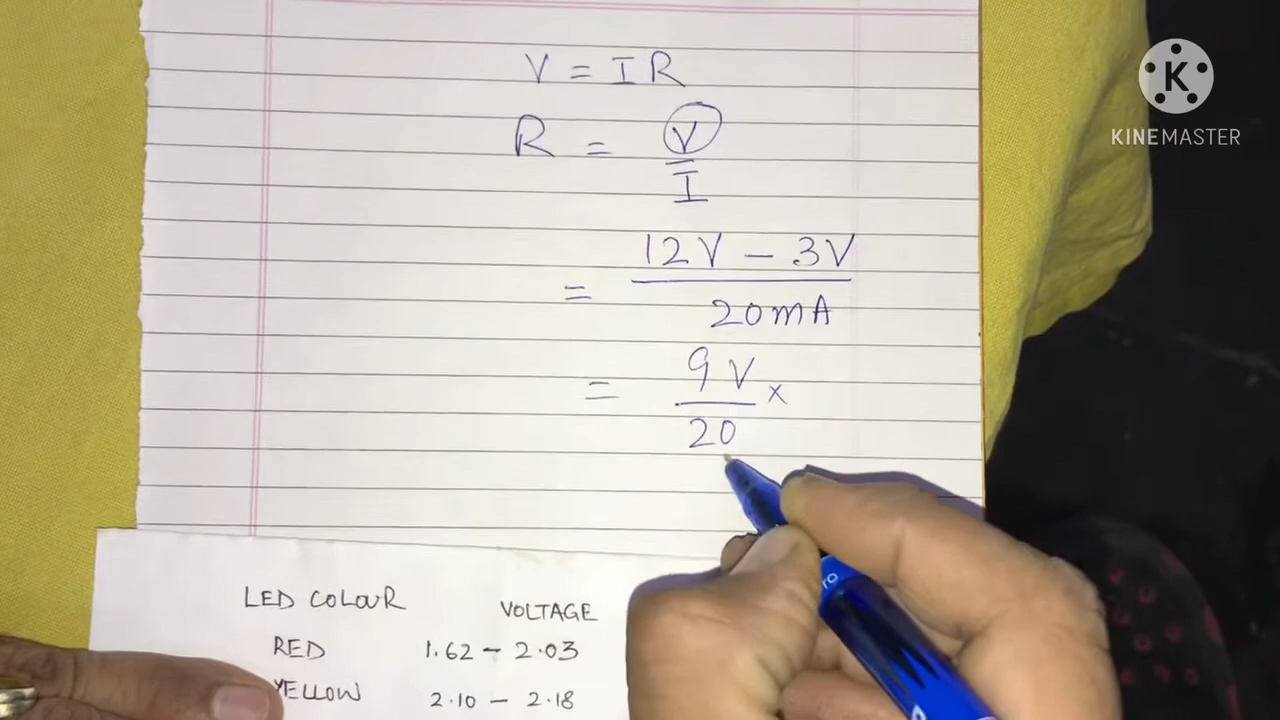 V = IR
R = V
I
= 12V - 3V
20mA
= 9V ×
20
LED COLOUR VOLTAGE
RED 1.62 - 2.03
YELLOW 2.10 - 2.18
K
KINEMASTER